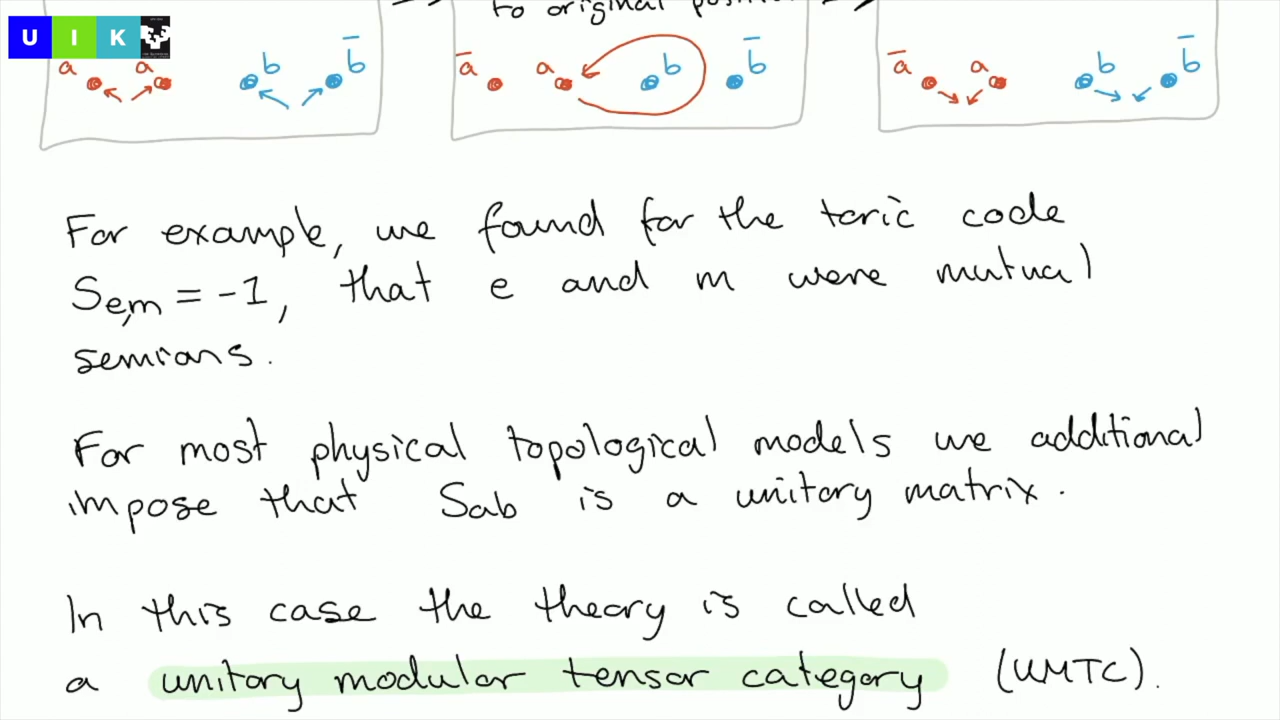 to original position
U I K
a a b b̄
ā a b b̄
ā a b b̄
For example, we found for the toric code
Se,m = -1, that e and m were mutual
semions.
For most physical topological models we additional
impose that Sab is a unitary matrix.
In this case the theory is called
a unitary modular tensor category (UMTC).